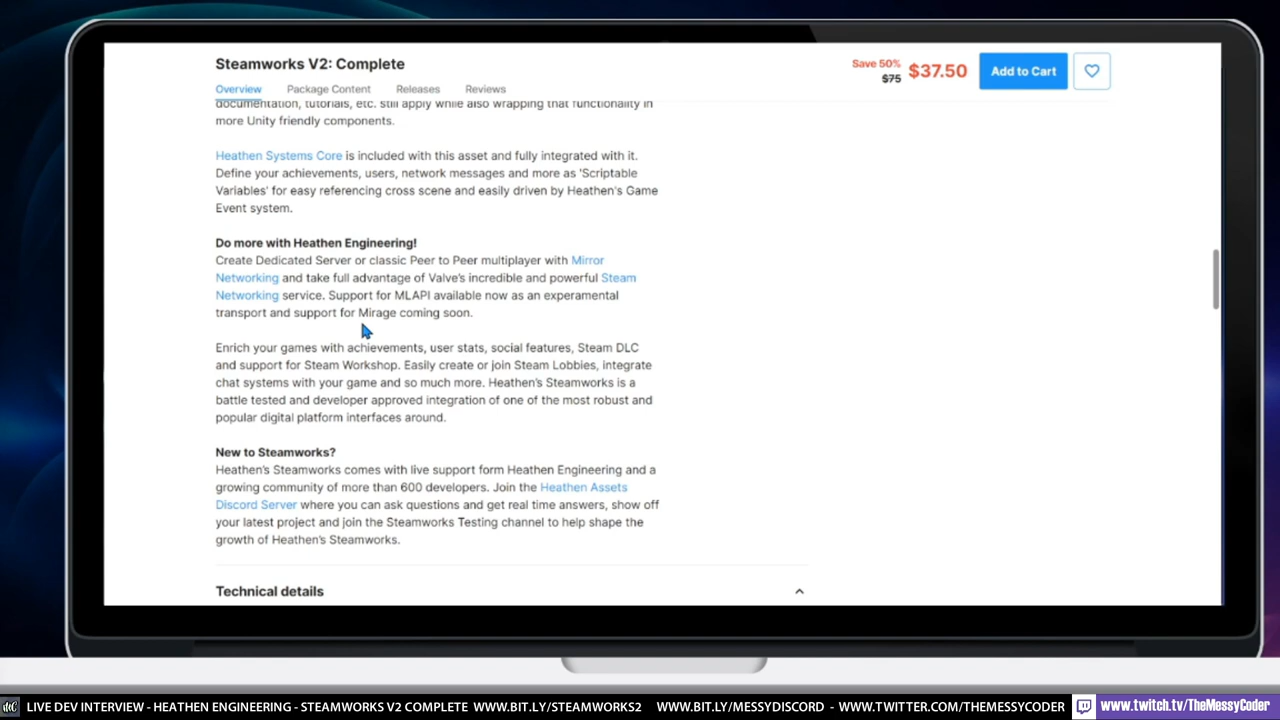 Steamworks V2: Complete
Save 50%
$75
$37.50
Add to Cart
Overview
Package Content
Releases
Reviews
documentation, tutorials, etc. still apply while also wrapping that functionality in
more Unity friendly components.
Heathen Systems Core is included with this asset and fully integrated with it.
Define your achievements, users, network messages and more as 'Scriptable
Variables' for easy referencing cross scene and easily driven by Heathen's Game
Event system.
Do more with Heathen Engineering!
Create Dedicated Server or classic Peer to Peer multiplayer with Mirror
Networking and take full advantage of Valve's incredible and powerful Steam
Networking service. Support for MLAPI available now as an experamental
transport and support for Mirage coming soon.
Enrich your games with achievements, user stats, social features, Steam DLC
and support for Steam Workshop. Easily create or join Steam Lobbies, integrate
chat systems with your game and so much more. Heathen's Steamworks is a
battle tested and developer approved integration of one of the most robust and
popular digital platform interfaces around.
New to Steamworks?
Heathen's Steamworks comes with live support form Heathen Engineering and a
growing community of more than 600 developers. Join the Heathen Assets
Discord Server where you can ask questions and get real time answers, show off
your latest project and join the Steamworks Testing channel to help shape the
growth of Heathen's Steamworks.
Technical details
LIVE DEV INTERVIEW - HEATHEN ENGINEERING - STEAMWORKS V2 COMPLETE WWW.BIT.LY/STEAMWORKS2 WWW.BIT.LY/MESSYDISCORD - WWW.TWITTER.COM/THEMESSYCODER
www.twitch.tv/TheMessyCoder